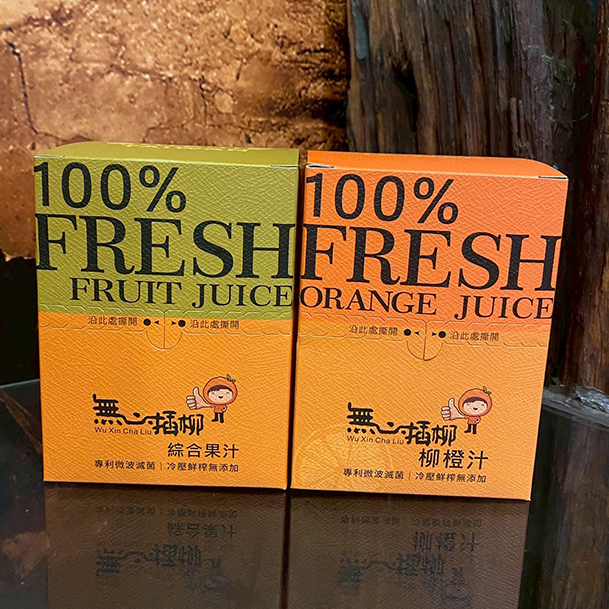 100%
FRESH
FRUIT JUICE
沿此處撕開 沿此處撕開
無心插柳
Wu Xin Cha Liu
綜合果汁
專利微波滅菌｜冷壓鮮榨無添加
100%
FRESH
ORANGE JUICE
沿此處撕開 沿此處撕開
無心插柳
Wu Xin Cha Liu
柳橙汁
專利微波滅菌｜冷壓鮮榨無添加